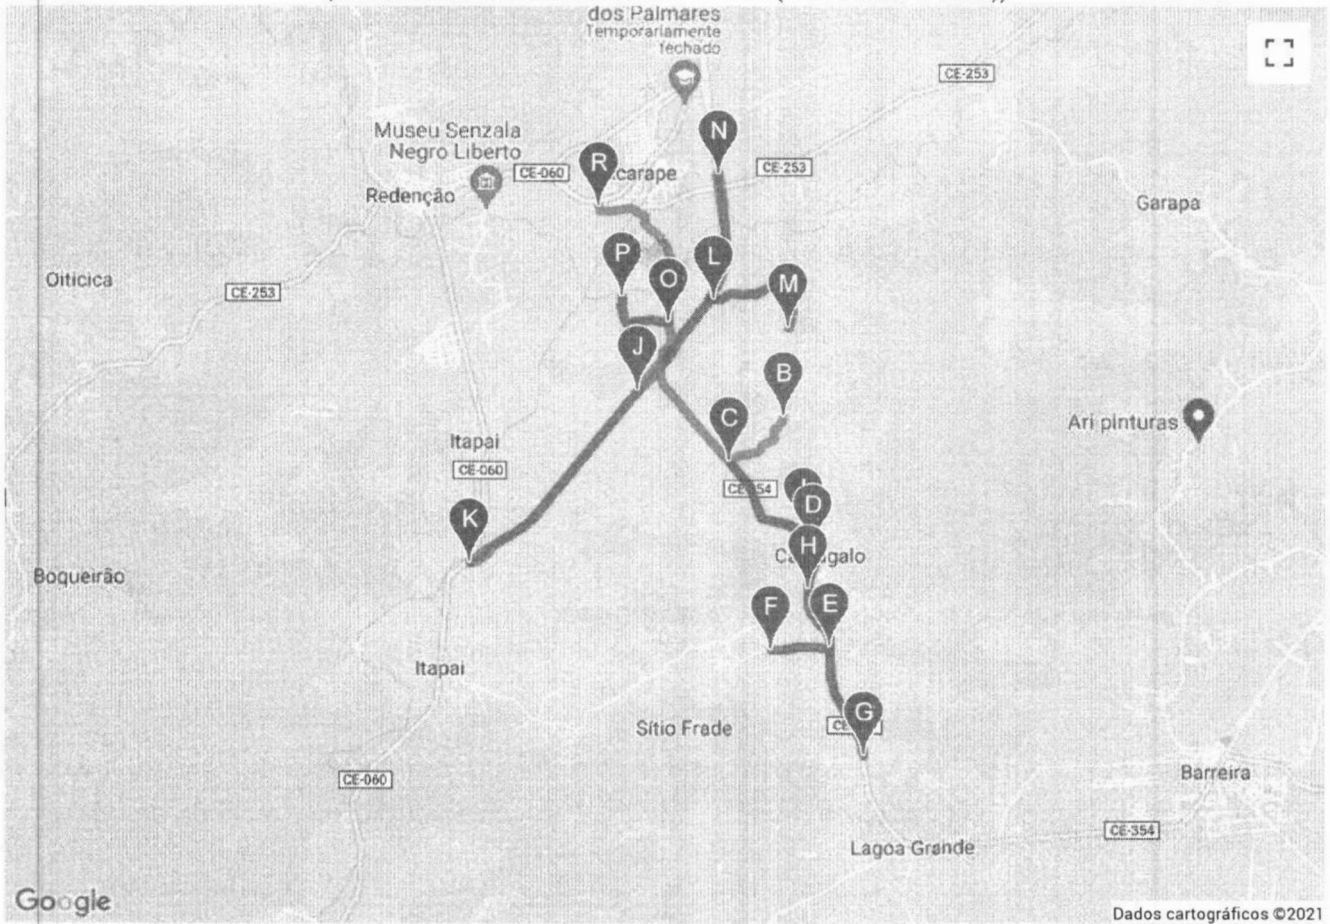 dos Palmares
Temporariamente
fechado
CE-253
N
Museu Senzala
Negro Liberto
R
CE-060
carape
CE-253
Redenção
Garapa
P
L
O
M
Oiticica
CE-253
J
B
C
Ari pinturas
Itapai
CE-060
D
K
H
galo
Boqueirão
F
E
Itapai
G
Sítio Frade
CE-060
Barreira
CE-354
Lagoa Grande
Google
Dados cartográficos ©2021